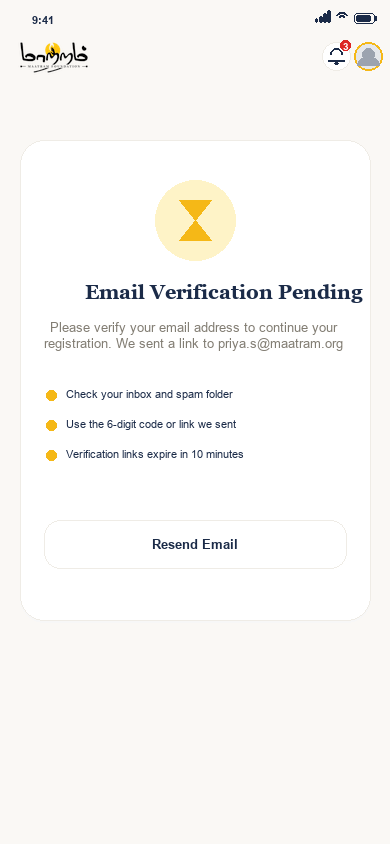 9:41
மாற்றம்
MAATRAM FOUNDATION
3
Email Verification Pending
Please verify your email address to continue your
registration. We sent a link to priya.s@maatram.org
Check your inbox and spam folder
Use the 6-digit code or link we sent
Verification links expire in 10 minutes
Resend Email